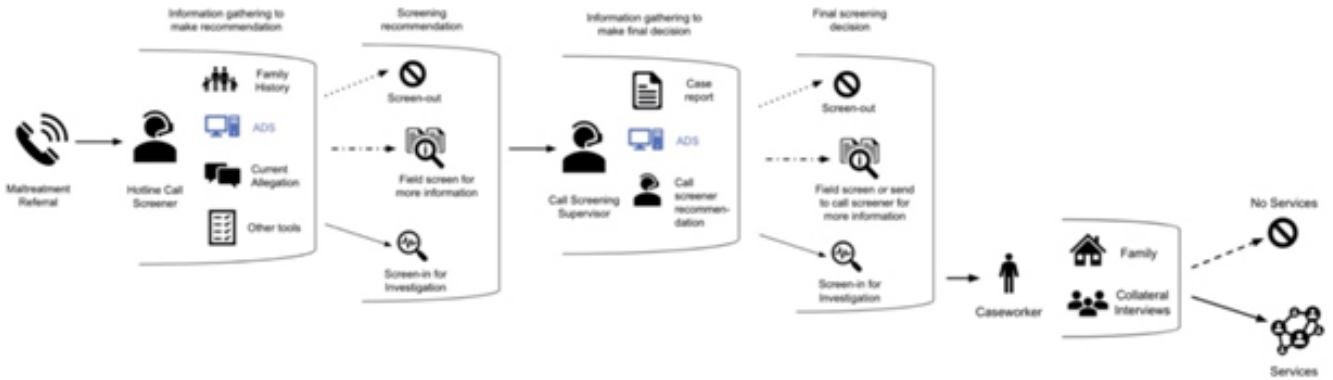 Information gathering to
make recommendation
Screening
recommendation
Information gathering to
make final decision
Final screening
decision
Maltreatment
Referral
Hotline Call
Screener
Family
History
ADS
Current
Allegation
Other tools
Screen-out
Field screen for
more information
Screen-in for
Investigation
Call Screening
Supervisor
Case
report
ADS
Call
screener
recommen-
dation
Screen-out
Field screen or send
to call screener for
more information
Screen-in for
Investigation
Caseworker
Family
Collateral
Interviews
No Services
Services